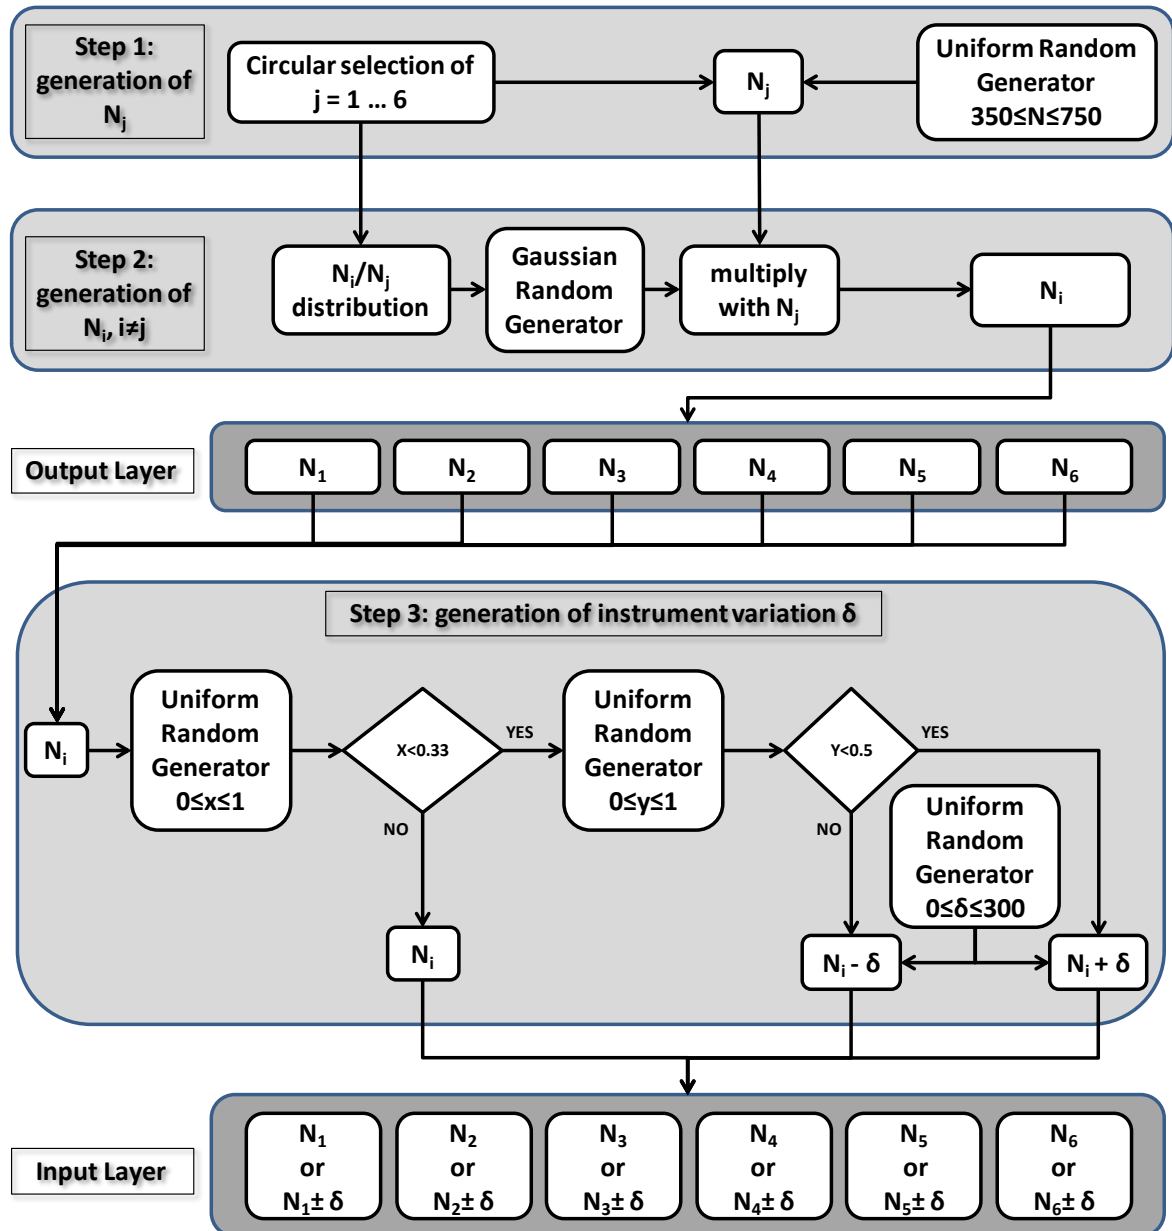 Step 1:
generation of
Nj
Circular selection of
j = 1 ... 6
Nj
Uniform Random
Generator
350≤N≤750
Step 2:
generation of
Ni, i≠j
Ni/Nj
distribution
Gaussian
Random
Generator
multiply
with Nj
Ni
Output Layer
N1
N2
N3
N4
N5
N6
Step 3: generation of instrument variation δ
Ni
Uniform
Random
Generator
0≤x≤1
X<0.33
YES
NO
Uniform
Random
Generator
0≤y≤1
Y<0.5
YES
NO
Uniform
Random
Generator
0≤δ≤300
Ni
Ni - δ
Ni + δ
Input Layer
N1
or
N1± δ
N2
or
N2± δ
N3
or
N3± δ
N4
or
N4± δ
N5
or
N5± δ
N6
or
N6± δ